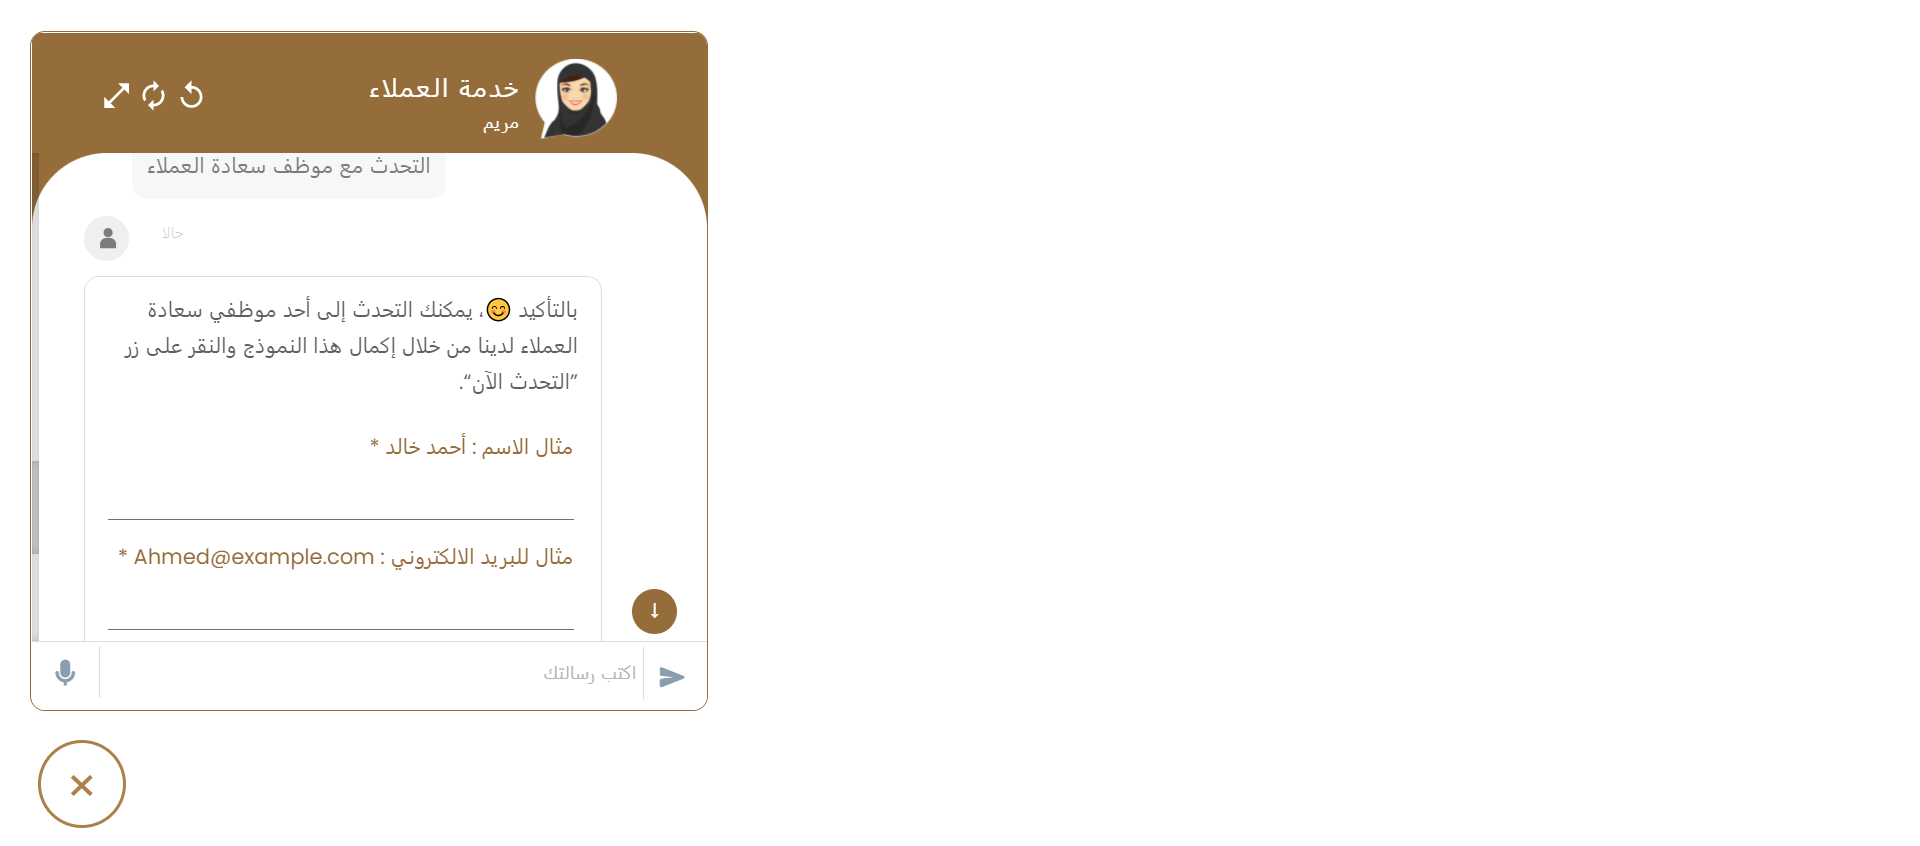 خدمة العملاء
مريم
التحدث مع موظف سعادة العملاء
حالا
بالتأكيد 😊، يمكنك التحدث إلى أحد موظفي سعادة
العملاء لدينا من خلال إكمال هذا النموذج والنقر على زر
”التحدث الآن“.
مثال الاسم : أحمد خالد *
مثال للبريد الالكتروني : Ahmed@example.com *
اكتب رسالتك